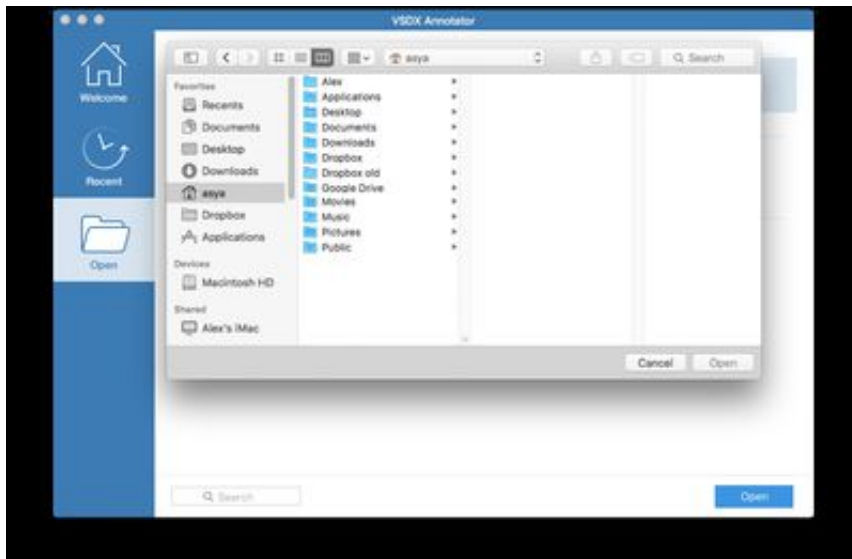 VSDX Annotator
Welcome
Recent
Open
asya
Search
Favorites
Recents
Documents
Desktop
Downloads
asya
Dropbox
Applications
Devices
Macintosh HD
Shared
Alex's iMac
Alex
Applications
Desktop
Documents
Downloads
Dropbox
Dropbox old
Google Drive
Movies
Music
Pictures
Public
Cancel
Open
Search
Open